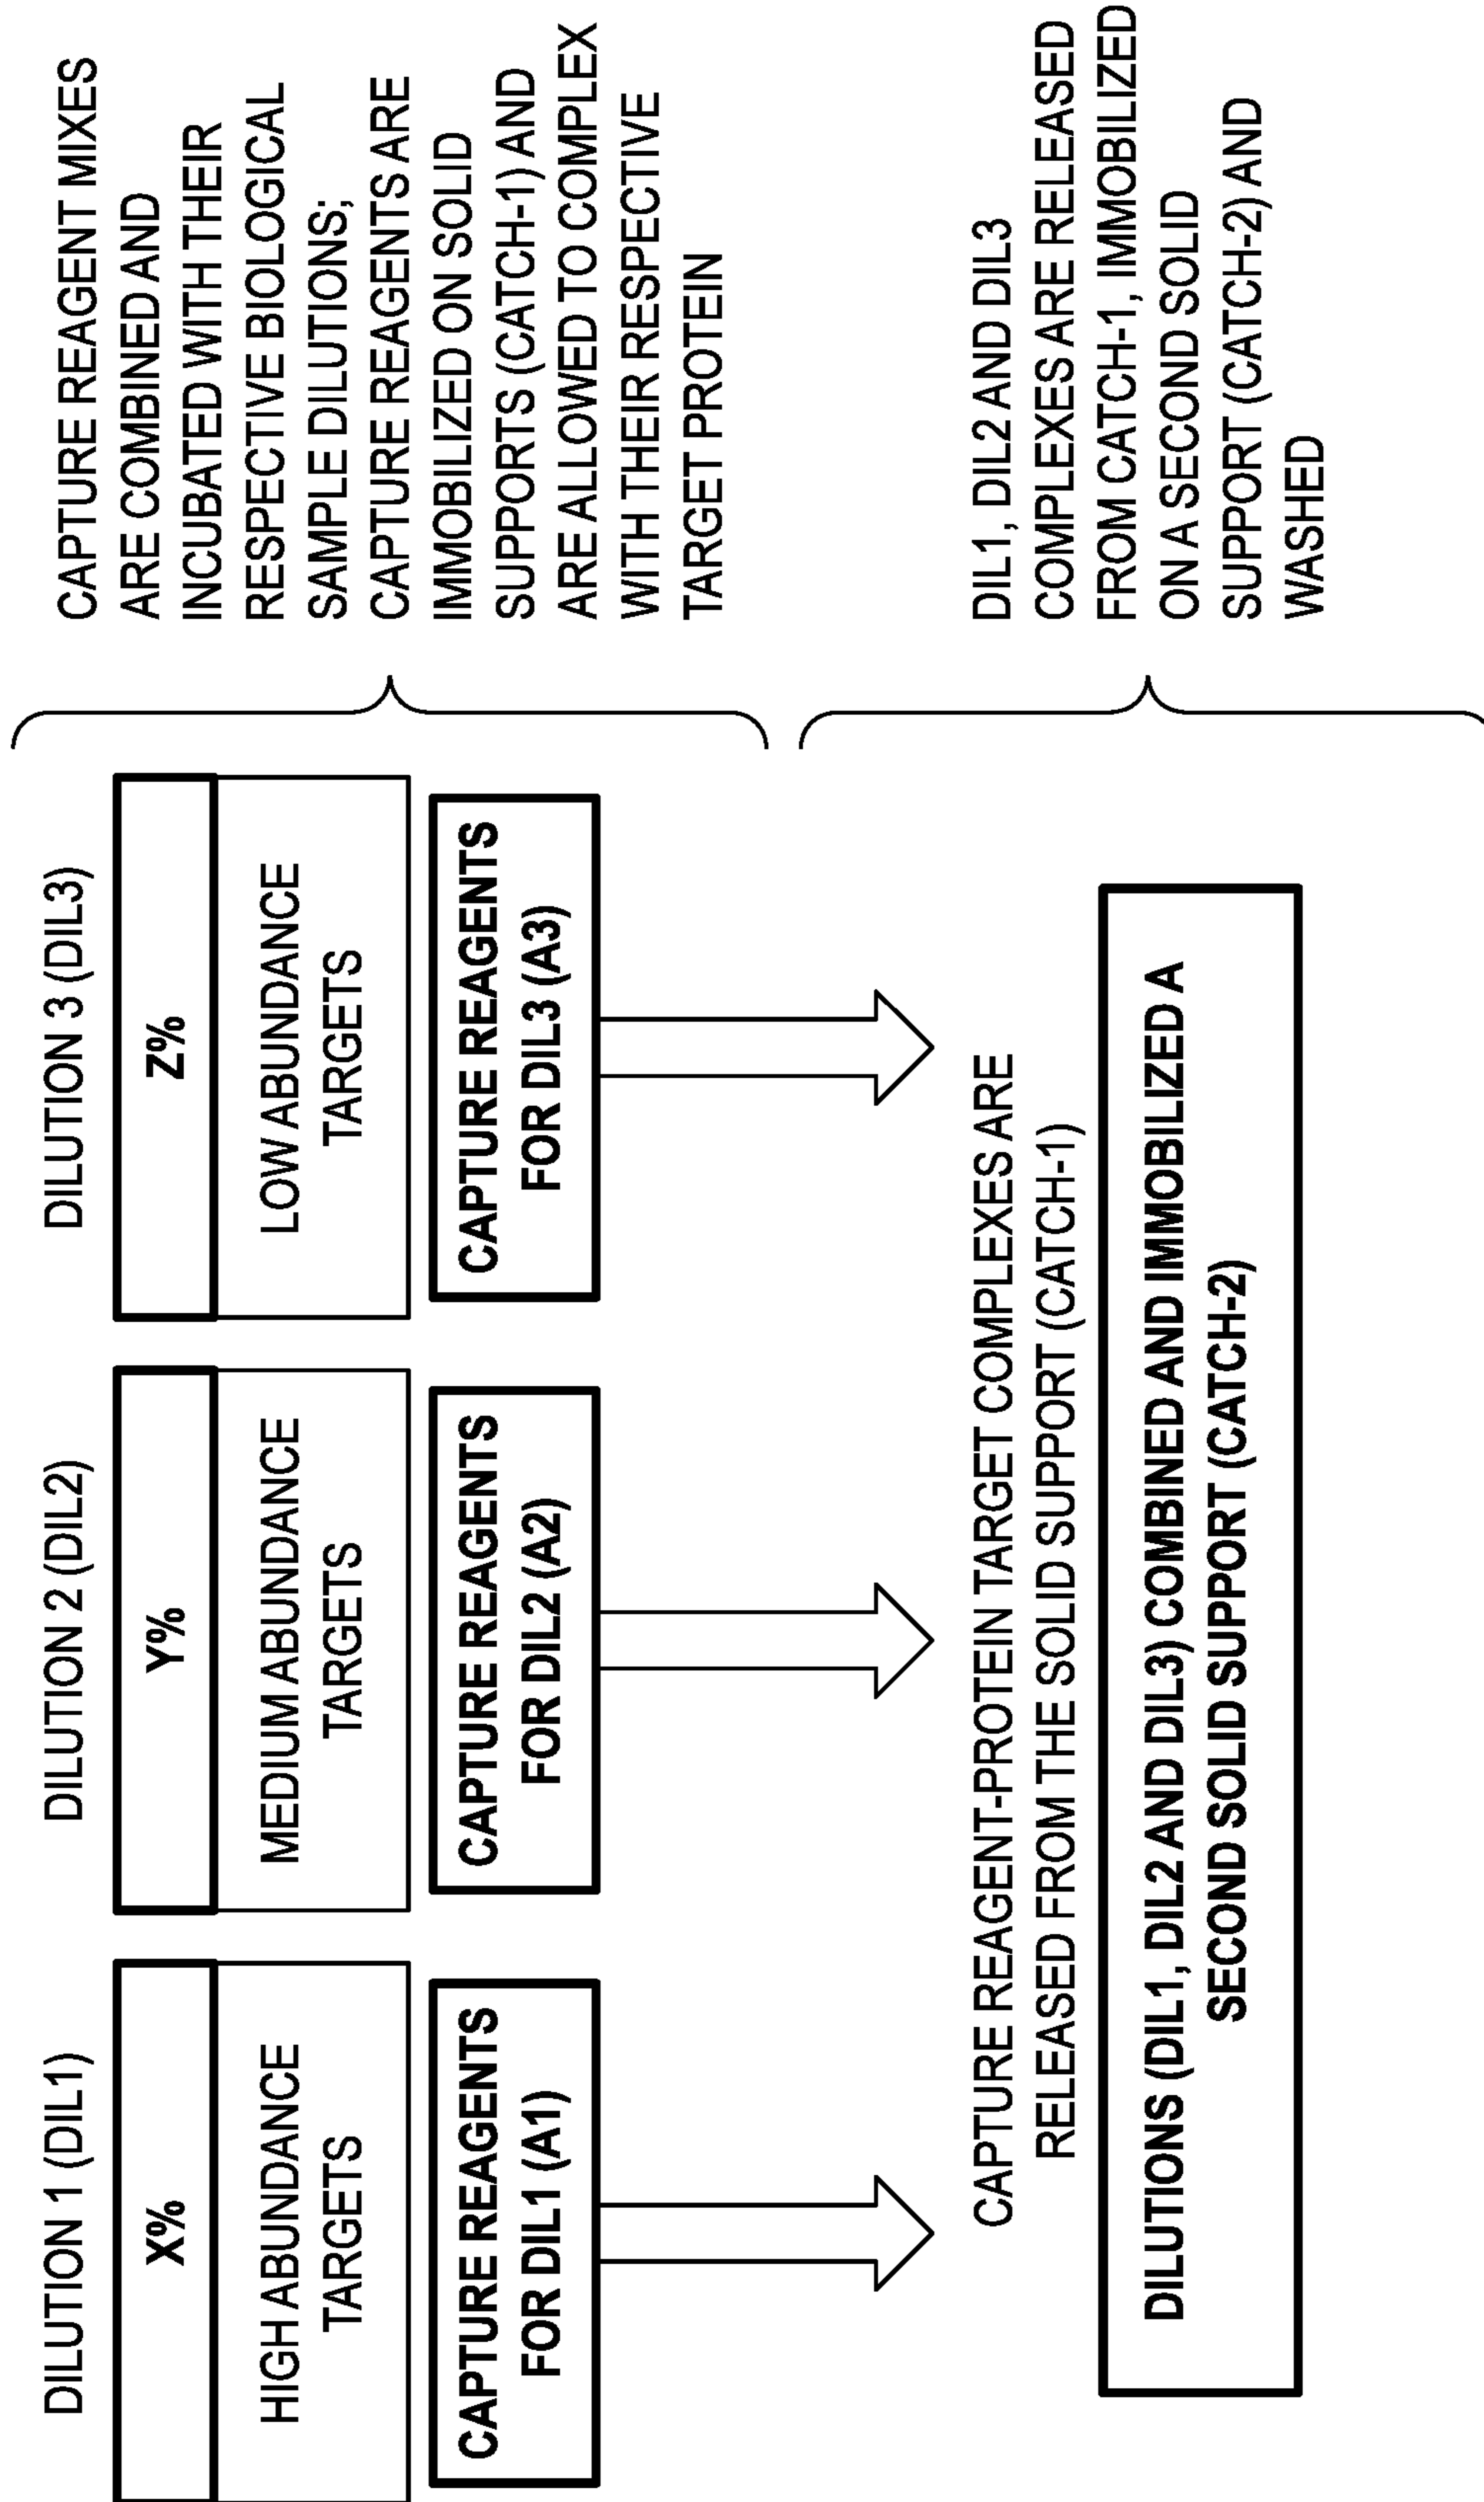 DILUTION 1 (DIL1)
X%
HIGH ABUNDANCE
TARGETS
CAPTURE REAGENTS
FOR DIL1 (A1)
DILUTION 2 (DIL2)
Y%
MEDIUM ABUNDANCE
TARGETS
CAPTURE REAGENTS
FOR DIL2 (A2)
DILUTION 3 (DIL3)
Z%
LOW ABUNDANCE
TARGETS
CAPTURE REAGENTS
FOR DIL3 (A3)
CAPTURE REAGENT MIXES
ARE COMBINED AND
INCUBATED WITH THEIR
RESPECTIVE BIOLOGICAL
SAMPLE DILUTIONS;
CAPTURE REAGENTS ARE
IMMOBILIZED ON SOLID
SUPPORTS (CATCH-1) AND
ARE ALLOWED TO COMPLEX
WITH THEIR RESPECTIVE
TARGET PROTEIN
CAPTURE REAGENT-PROTEIN TARGET COMPLEXES ARE
RELEASED FROM THE SOLID SUPPORT (CATCH-1)
DILUTIONS (DIL1, DIL2 AND DIL3) COMBINED AND IMMOBILIZED A
SECOND SOLID SUPPORT (CATCH-2)
DIL1, DIL2 AND DIL3
COMPLEXES ARE RELEASED
FROM CATCH-1, IMMOBILIZED
ON A SECOND SOLID
SUPPORT (CATCH-2) AND
WASHED